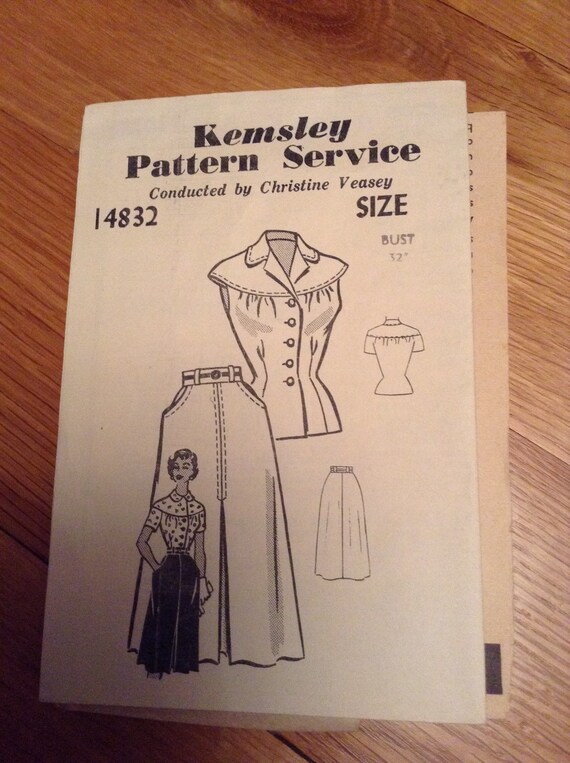 Kemsley
Pattern Service
Conducted by Christine Veasey
14832
SIZE
BUST
32"